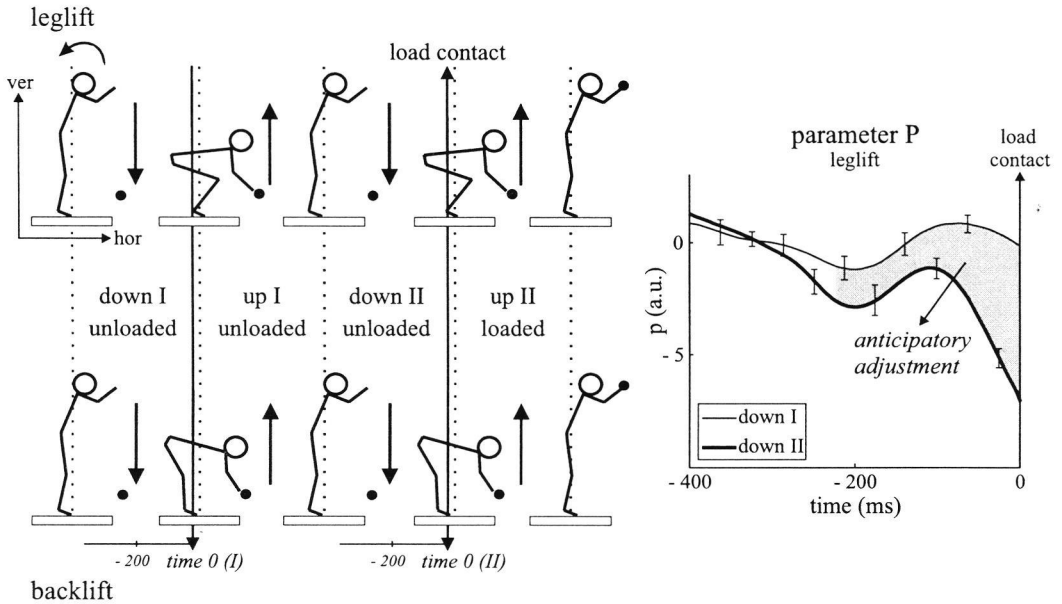 leglift
ver
load contact
hor
down I
unloaded
up I
unloaded
down II
unloaded
up II
loaded
- 200
time 0 (I)
- 200
time 0 (II)
backlift
parameter P
leglift
load
contact
0
- 5
p (a.u.)
anticipatory
adjustment
down I
down II
- 400
- 200
0
time (ms)